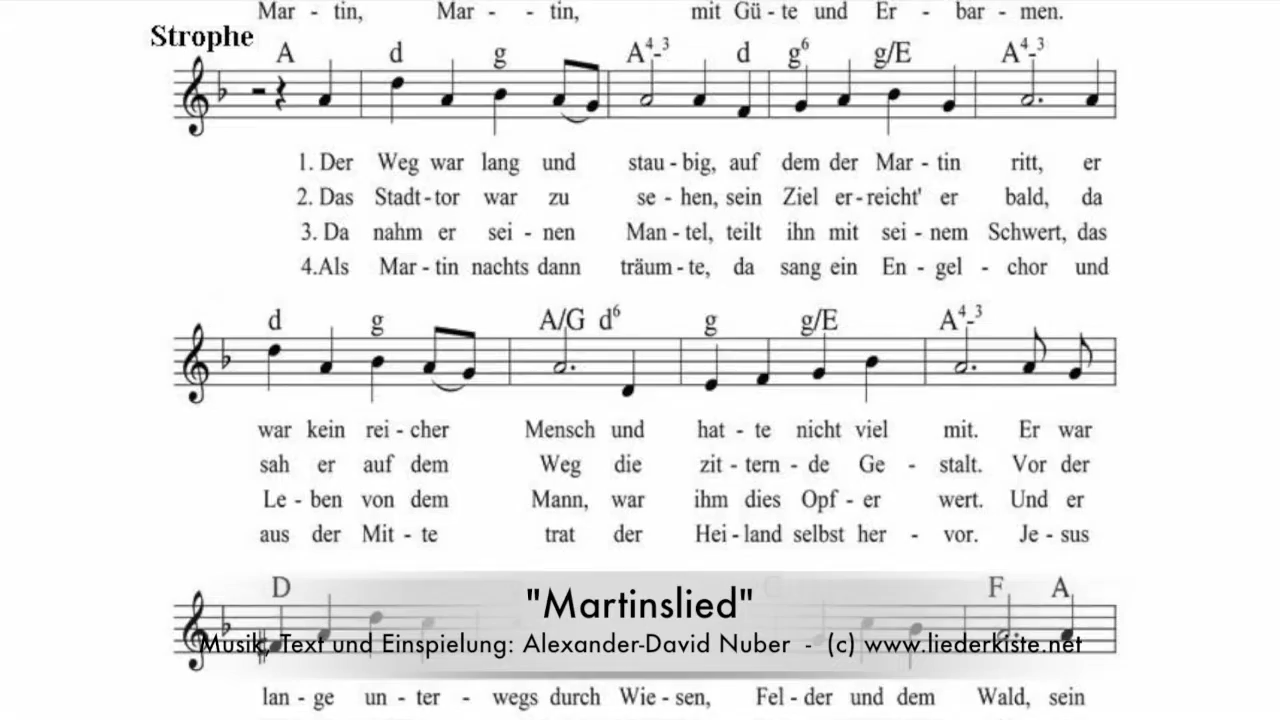 Mar - tin, Mar - - tin, mit Gü - te und Er - bar - men.
Strophe
A d g A4-3 d g6 g/E A4-3
1. Der Weg war lang und stau - big, auf dem der Mar - tin ritt, er
2. Das Stadt - tor war zu se - hen, sein Ziel er - reicht' er bald, da
3. Da nahm er sei - nen Man - tel, teilt ihn mit sei - nem Schwert, das
4.Als Mar - tin nachts dann träum - te, da sang ein En - gel - chor und
d g A/G d6 g g/E A4-3
war kein rei - cher Mensch und hat - te nicht viel mit. Er war
sah er auf dem Weg die zit - tern - de Ge - stalt. Vor der
Le - ben von dem Mann, war ihm dies Opf - er wert. Und er
aus der Mit - te trat der Hei - land selbst her - vor. Je - sus
D G F A
"Martinslied"
Musik, Text und Einspielung: Alexander-David Nuber - (c) www.liederkiste.net
lan - ge un - ter - wegs durch Wie - sen, Fel - der und dem Wald, sein